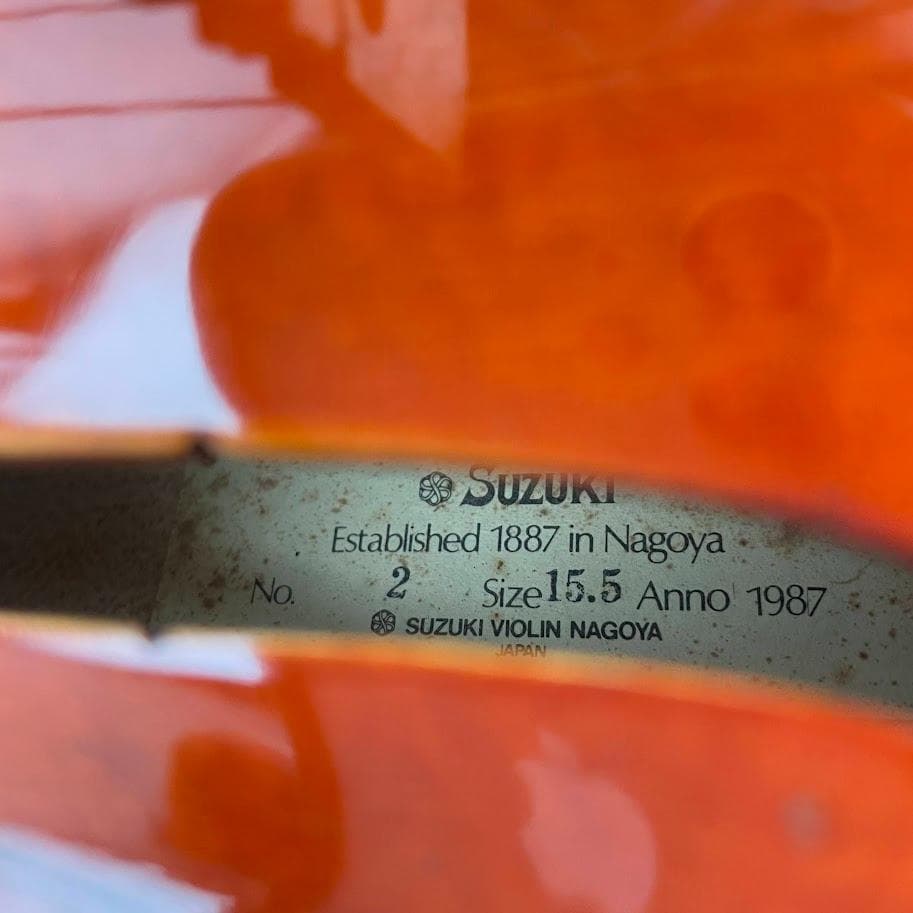 SUZUKI
Established 1887 in Nagoya
No. 2 Size 15.5 Anno 1987
SUZUKI VIOLIN NAGOYA
JAPAN